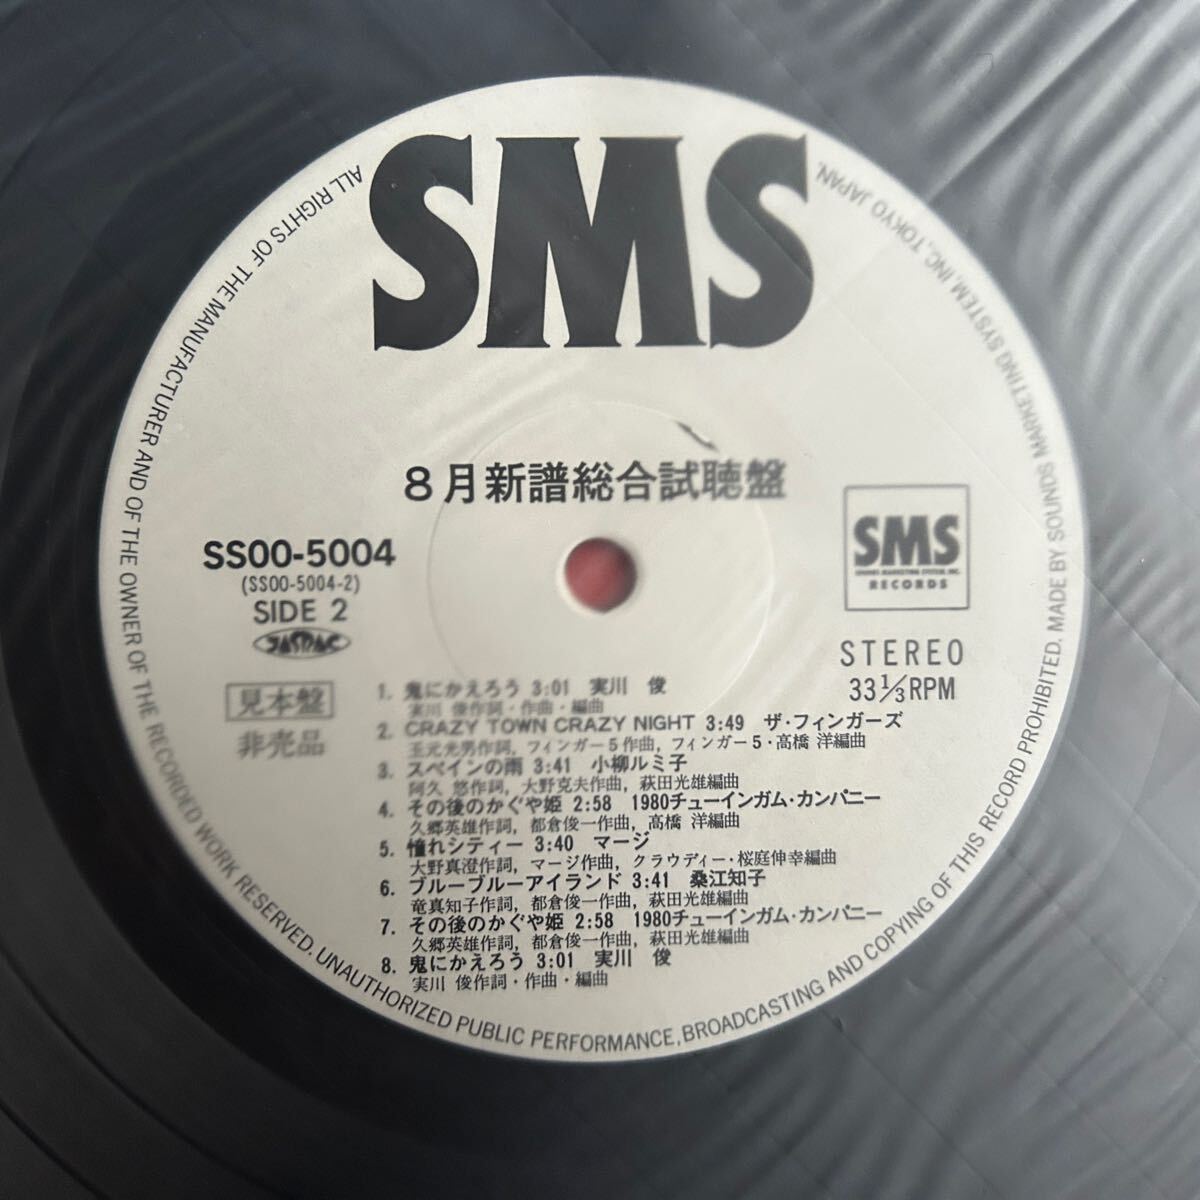 SMS
8月新譜総合試聴盤
SS00-5004
(SS00-5004-2)
SIDE 2
JASRAC
見本盤
非売品
SMS
SOUNDS MARKETING SYSTEM, INC.
RECORDS
STEREO
33 1/3 RPM
1. 鬼にかえろう 3:01 実川 俊
実川 俊作詞・作曲・編曲
2. CRAZY TOWN CRAZY NIGHT 3:49 ザ・フィンガーズ
玉元光男作詞, フィンガー5作曲, フィンガー5・高橋 洋編曲
3. スペインの雨 3:41 小柳ルミ子
阿久 悠作詞, 大野克夫作曲, 萩田光雄編曲
4. その後のかぐや姫 2:58 1980チューインガム・カンパニー
久郷英雄作詞, 都倉俊一作曲, 高橋 洋編曲
5. 憧れシティー 3:40 マージ
大野真澄作詞, マージ作曲, クラウディー・桜庭伸幸編曲
6. ブルーブルーアイランド 3:41 桑江知子
竜真知子作詞, 都倉俊一作曲, 萩田光雄編曲
7. その後のかぐや姫 2:58 1980チューインガム・カンパニー
久郷英雄作詞, 都倉俊一作曲, 萩田光雄編曲
8. 鬼にかえろう 3:01 実川 俊
実川 俊作詞・作曲・編曲
ALL RIGHTS OF THE MANUFACTURER AND OF THE OWNER OF THE RECORDED WORK RESERVED. UNAUTHORIZED PUBLIC PERFORMANCE, BROADCASTING AND COPYING OF THIS RECORD PROHIBITED. MADE BY SOUNDS MARKETING SYSTEM, INC., TOKYO JAPAN.